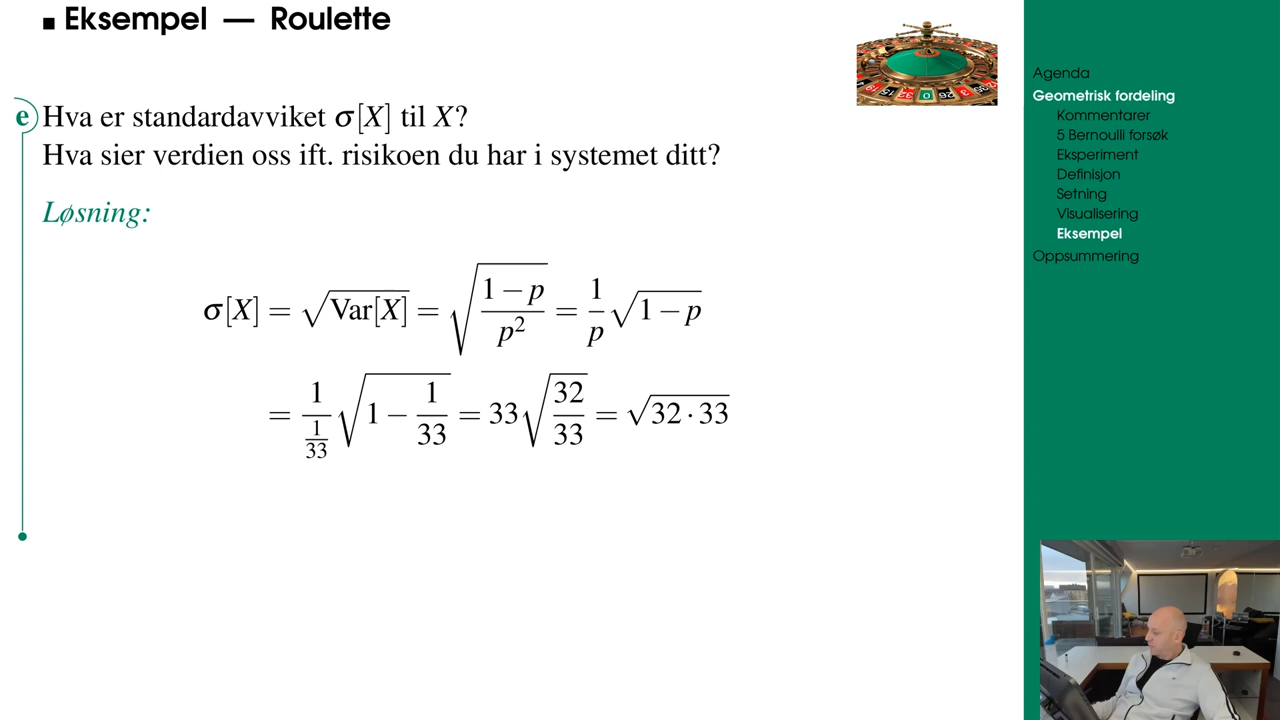 ▪ Eksempel — Roulette
e Hva er standardavviket σ[X] til X?
Hva sier verdien oss ift. risikoen du har i systemet ditt?
Løsning:
σ[X] = √Var[X] = √((1 − p)/p²) = 1/p √(1 − p)
= 1/(1/33) √(1 − 1/33) = 33 √(32/33) = √(32 · 33)
Agenda
Geometrisk fordeling
Kommentarer
5 Bernoulli forsøk
Eksperiment
Definisjon
Setning
Visualisering
Eksempel
Oppsummering